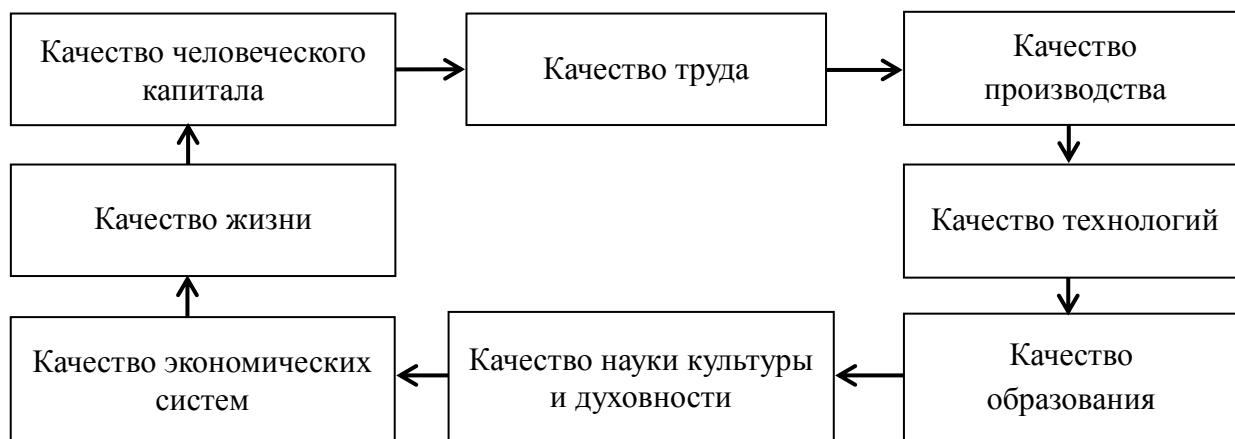 Качество человеческого
капитала
Качество труда
Качество
производства
Качество жизни
Качество технологий
Качество экономических
систем
Качество науки культуры
и духовности
Качество
образования